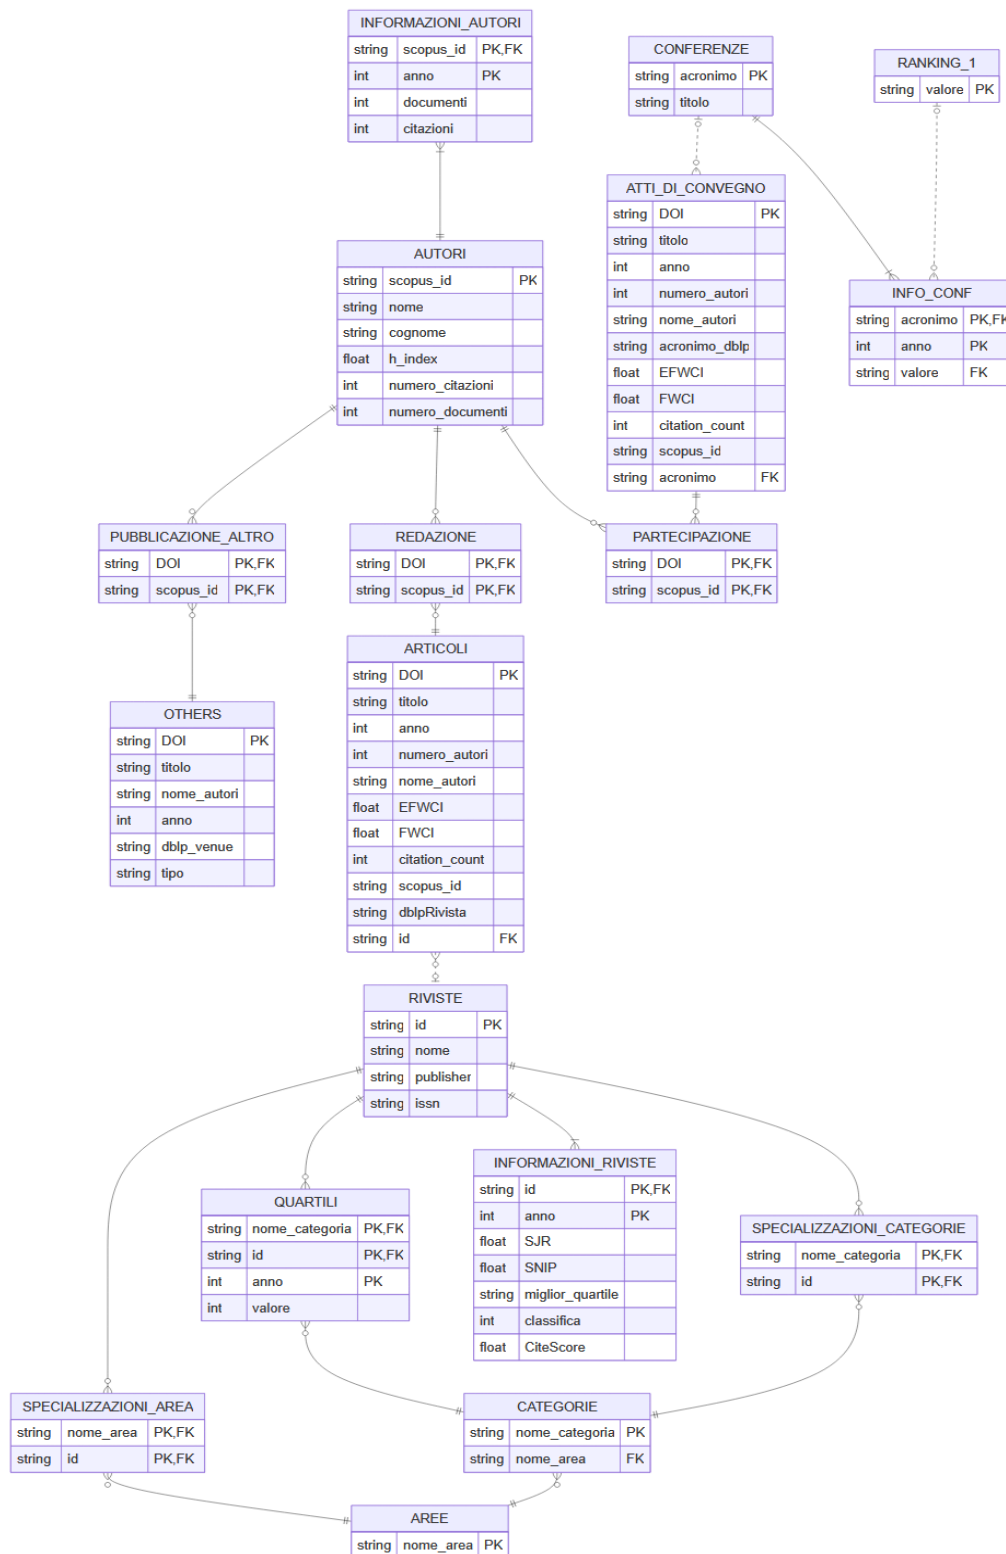 INFORMAZIONI_AUTORI
string scopus_id PK,FK
int anno PK
int documenti
int citazioni
CONFERENZE
string acronimo PK
string titolo
RANKING_1
string valore PK
ATTI_DI_CONVEGNO
string DOI PK
string titolo
int anno
int numero_autori
string nome_autori
string acronimo_dblp
float EFWCI
float FWCI
int citation_count
string scopus_id
string acronimo FK
AUTORI
string scopus_id PK
string nome
string cognome
float h_index
int numero_citazioni
int numero_documenti
INFO_CONF
string acronimo PK,FK
int anno PK
string valore FK
PUBBLICAZIONE_ALTRO
string DOI PK,FK
string scopus_id PK,FK
REDAZIONE
string DOI PK,FK
string scopus_id PK,FK
PARTECIPAZIONE
string DOI PK,FK
string scopus_id PK,FK
ARTICOLI
string DOI PK
string titolo
int anno
int numero_autori
string nome_autori
float EFWCI
float FWCI
int citation_count
string scopus_id
string dblpRivista
string id FK
OTHERS
string DOI PK
string titolo
string nome_autori
int anno
string dblp_venue
string tipo
RIVISTE
string id PK
string nome
string publisher
string issn
INFORMAZIONI_RIVISTE
string id PK,FK
int anno PK
float SJR
float SNIP
string miglior_quartile
int classifica
float CiteScore
QUARTILI
string nome_categoria PK,FK
string id PK,FK
int anno PK
int valore
SPECIALIZZAZIONI_CATEGORIE
string nome_categoria PK,FK
string id PK,FK
SPECIALIZZAZIONI_AREA
string nome_area PK,FK
string id PK,FK
CATEGORIE
string nome_categoria PK
string nome_area FK
AREE
string nome_area PK